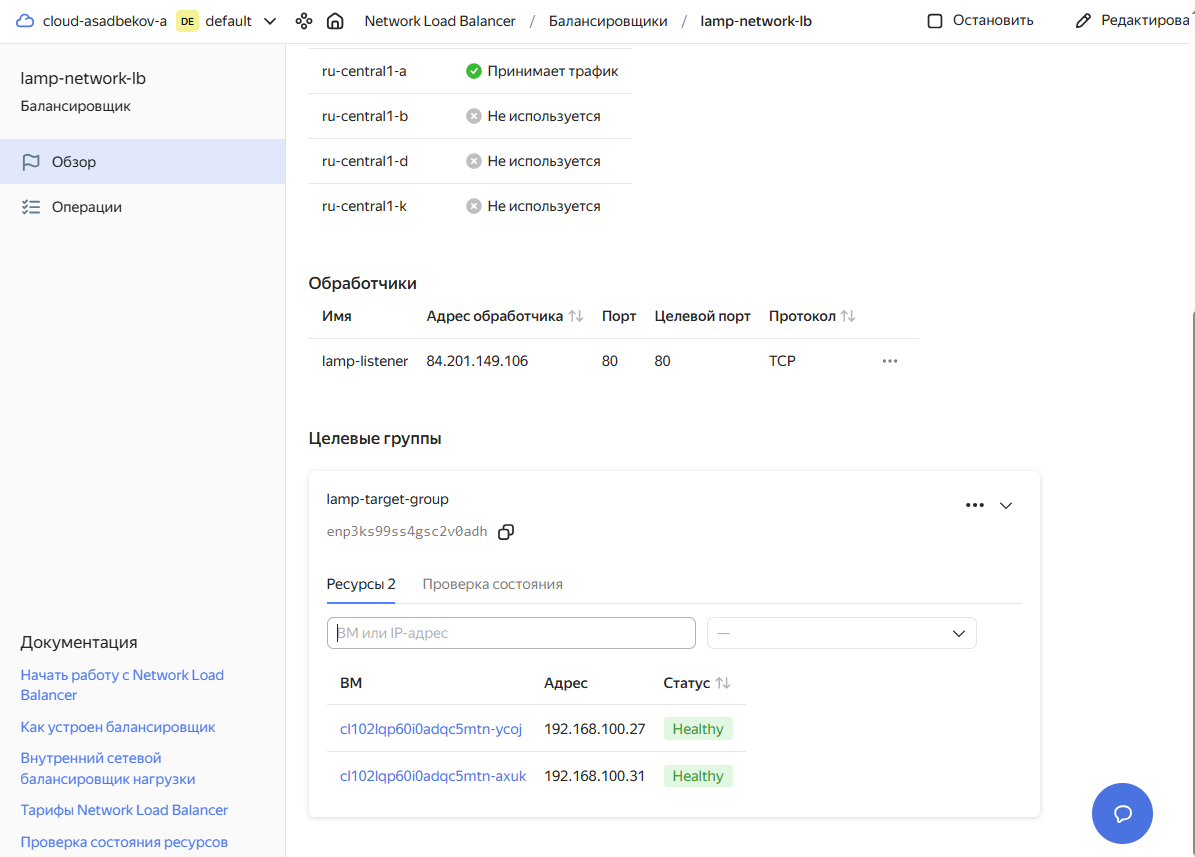 cloud-asadbekov-a DE default Network Load Balancer / Балансировщики / lamp-network-lb Остановить Редактирова
lamp-network-lb
Балансировщик
Обзор
Операции
ru-central1-a Принимает трафик
ru-central1-b Не используется
ru-central1-d Не используется
ru-central1-k Не используется
Обработчики
Имя Адрес обработчика Порт Целевой порт Протокол
lamp-listener 84.201.149.106 80 80 TCP
Целевые группы
lamp-target-group
enp3ks99ss4gsc2v0adh
Ресурсы 2 Проверка состояния
ВМ или IP-адрес —
ВМ Адрес Статус
cl102lqp60i0adqc5mtn-ycoj 192.168.100.27 Healthy
cl102lqp60i0adqc5mtn-axuk 192.168.100.31 Healthy
Документация
Начать работу с Network Load
Balancer
Как устроен балансировщик
Внутренний сетевой
балансировщик нагрузки
Тарифы Network Load Balancer
Проверка состояния ресурсов